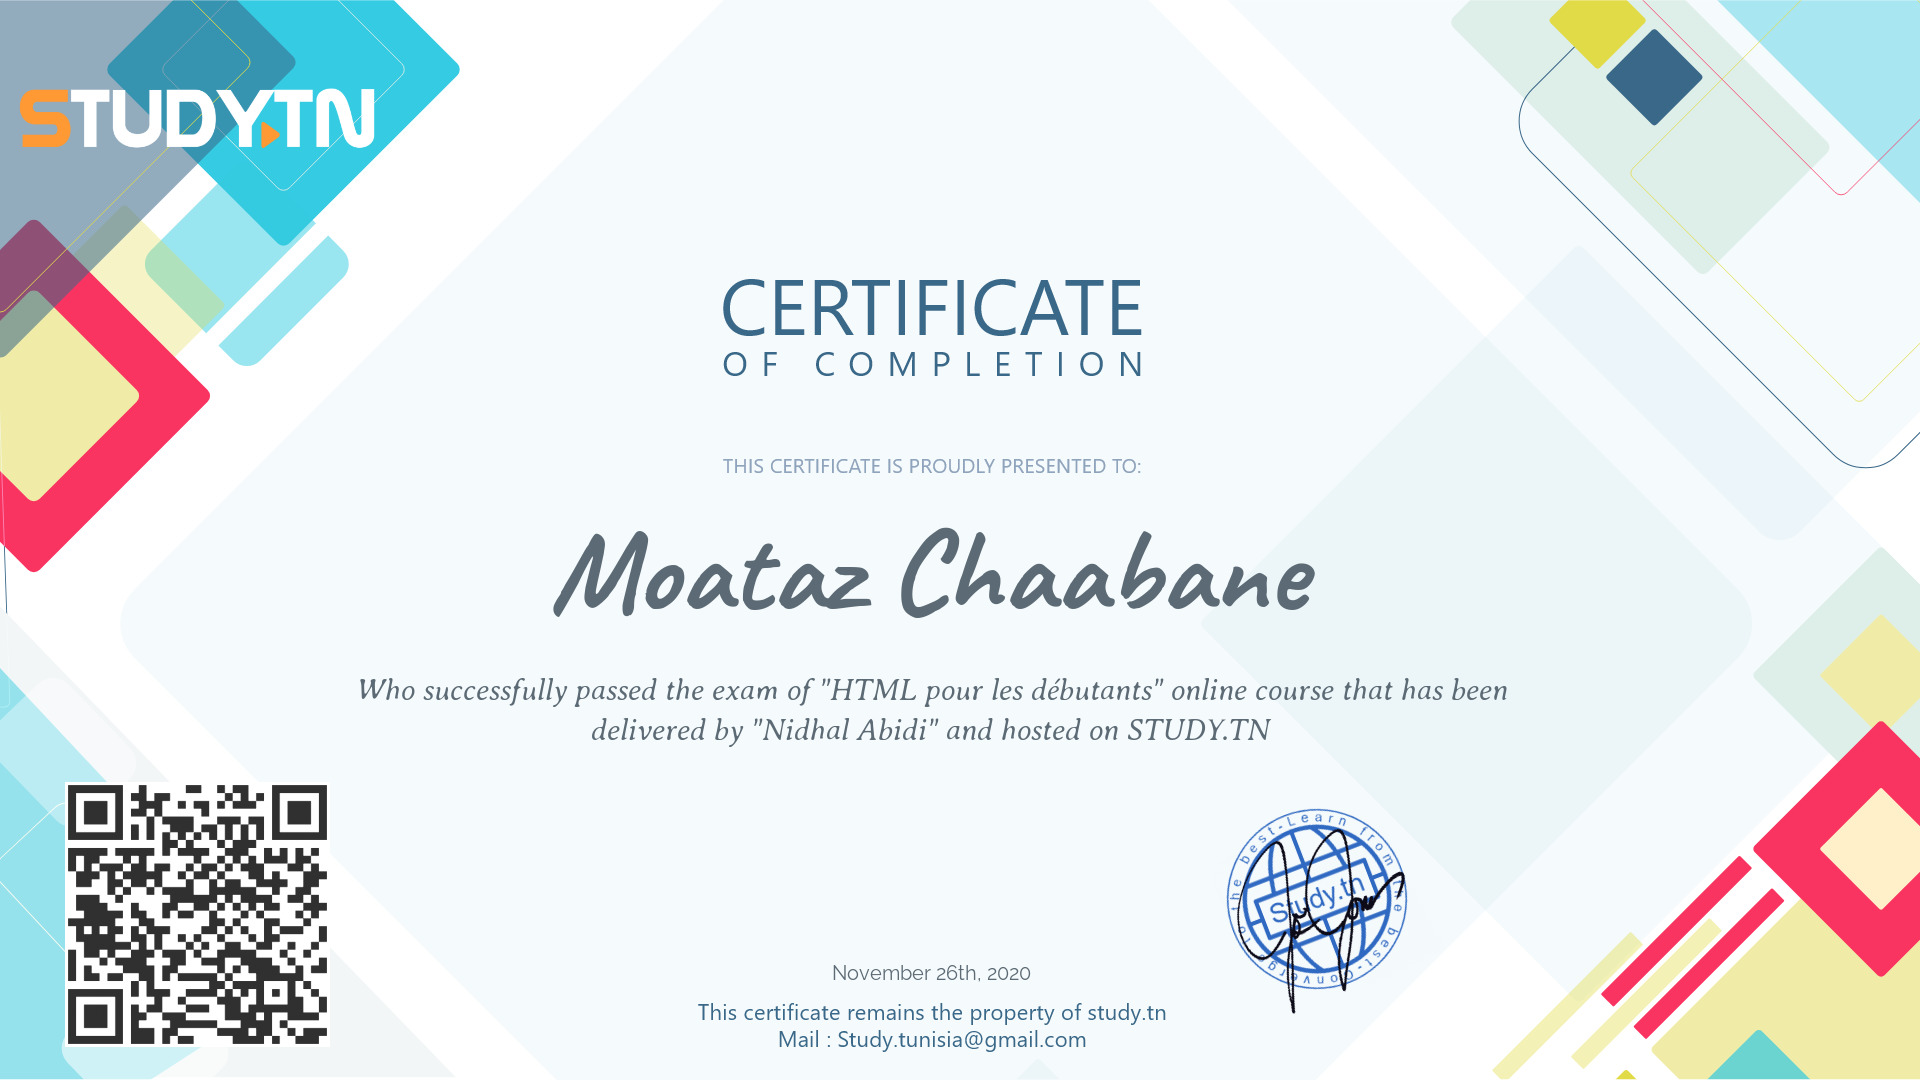 STUDY.TN
CERTIFICATE
OF COMPLETION
THIS CERTIFICATE IS PROUDLY PRESENTED TO:
Moataz Chaabane
Who successfully passed the exam of "HTML pour les débutants" online course that has been
delivered by "Nidhal Abidi" and hosted on STUDY.TN
to the best-Learn from the best-Converge
Study.tn
November 26th, 2020
This certificate remains the property of study.tn
Mail : Study.tunisia@gmail.com